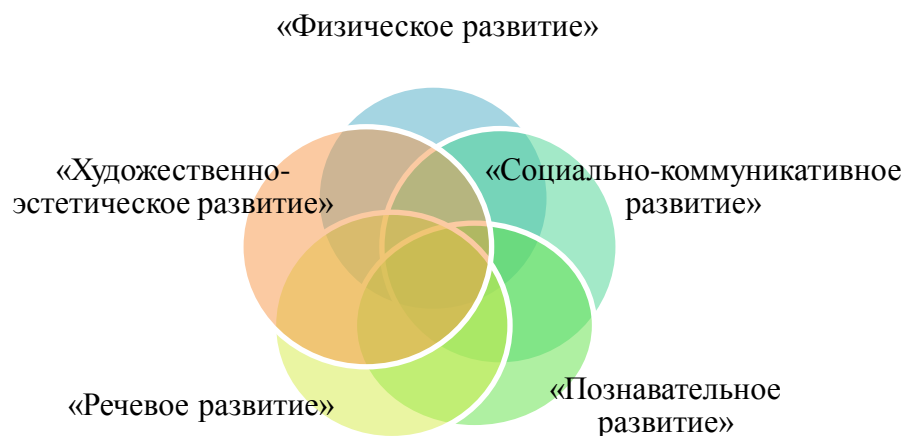 «Физическое развитие»
«Художественно-
эстетическое развитие»
«Социально-коммуникативное
развитие»
«Речевое развитие»
«Познавательное
развитие»